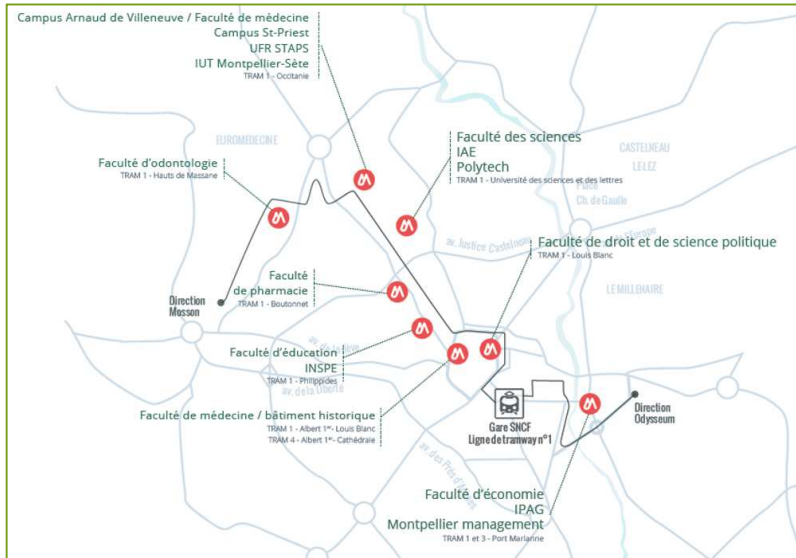 Campus Arnaud de Villeneuve / Faculté de médecine
Campus St-Priest
UFR STAPS
IUT Montpellier-Sète
TRAM 1 - Occitanie
EUROMEDECINE
Faculté des sciences
IAE
Polytech
TRAM 1 - Université des sciences et des lettres
CASTELNEAU
LE LEZ
Place
Ch. de Gaulle
Faculté d'odontologie
TRAM 1 - Hauts de Massane
av. Justice Castelnau
de l'Europe
Faculté de droit et de science politique
TRAM 1 - Louis Blanc
Faculté
de pharmacie
TRAM 1 - Boutonnet
LE MILLENAIRE
Direction
Mosson
Faculté d'éducation
INSPE
TRAM 1 - Philippides
av. de la Liberté
Faculté de médecine / bâtiment historique
TRAM 1 - Albert 1er- Louis Blanc
TRAM 4 - Albert 1er- Cathédrale
Gare SNCF
Ligne de tramway n°1
Direction
Odysseum
Faculté d'économie
IPAG
Montpellier management
TRAM 1 et 3 - Port Marianne